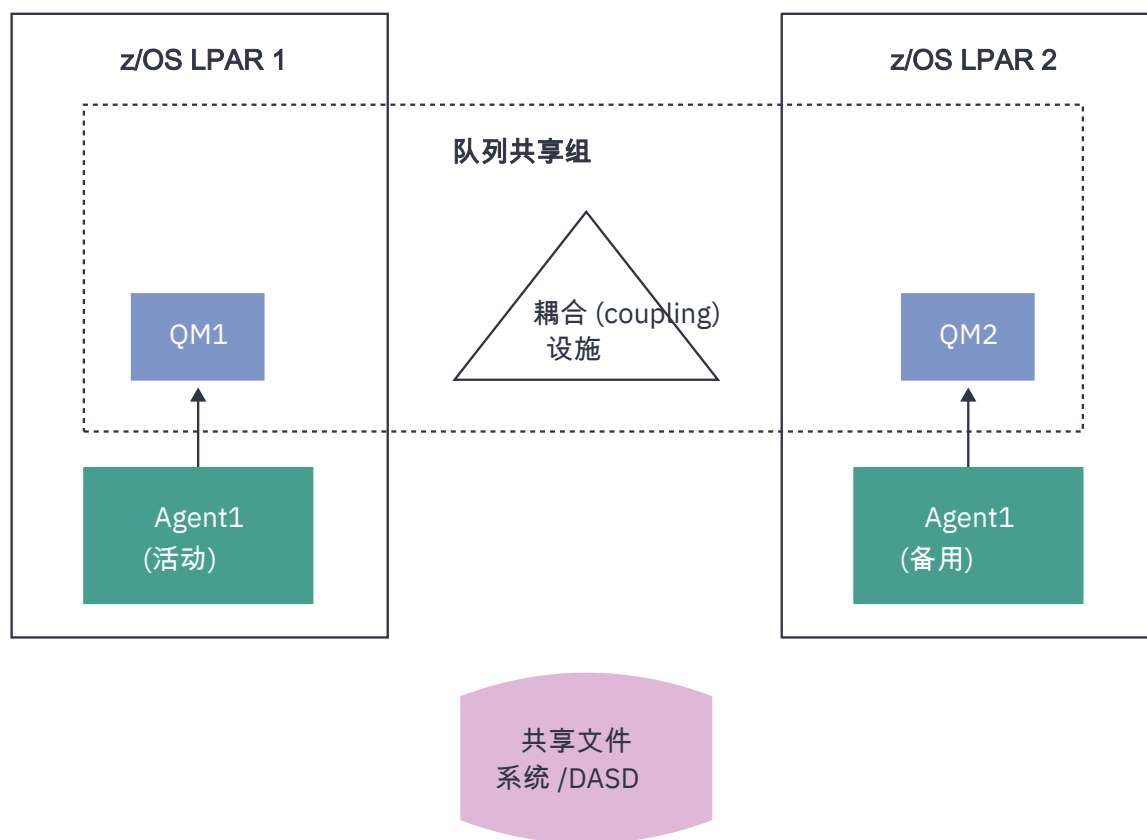 z/OS LPAR 1
z/OS LPAR 2
队列共享组
耦合 (coupling)
设施
QM1
QM2
Agent1
(活动)
Agent1
(备用)
共享文件
系统 /DASD